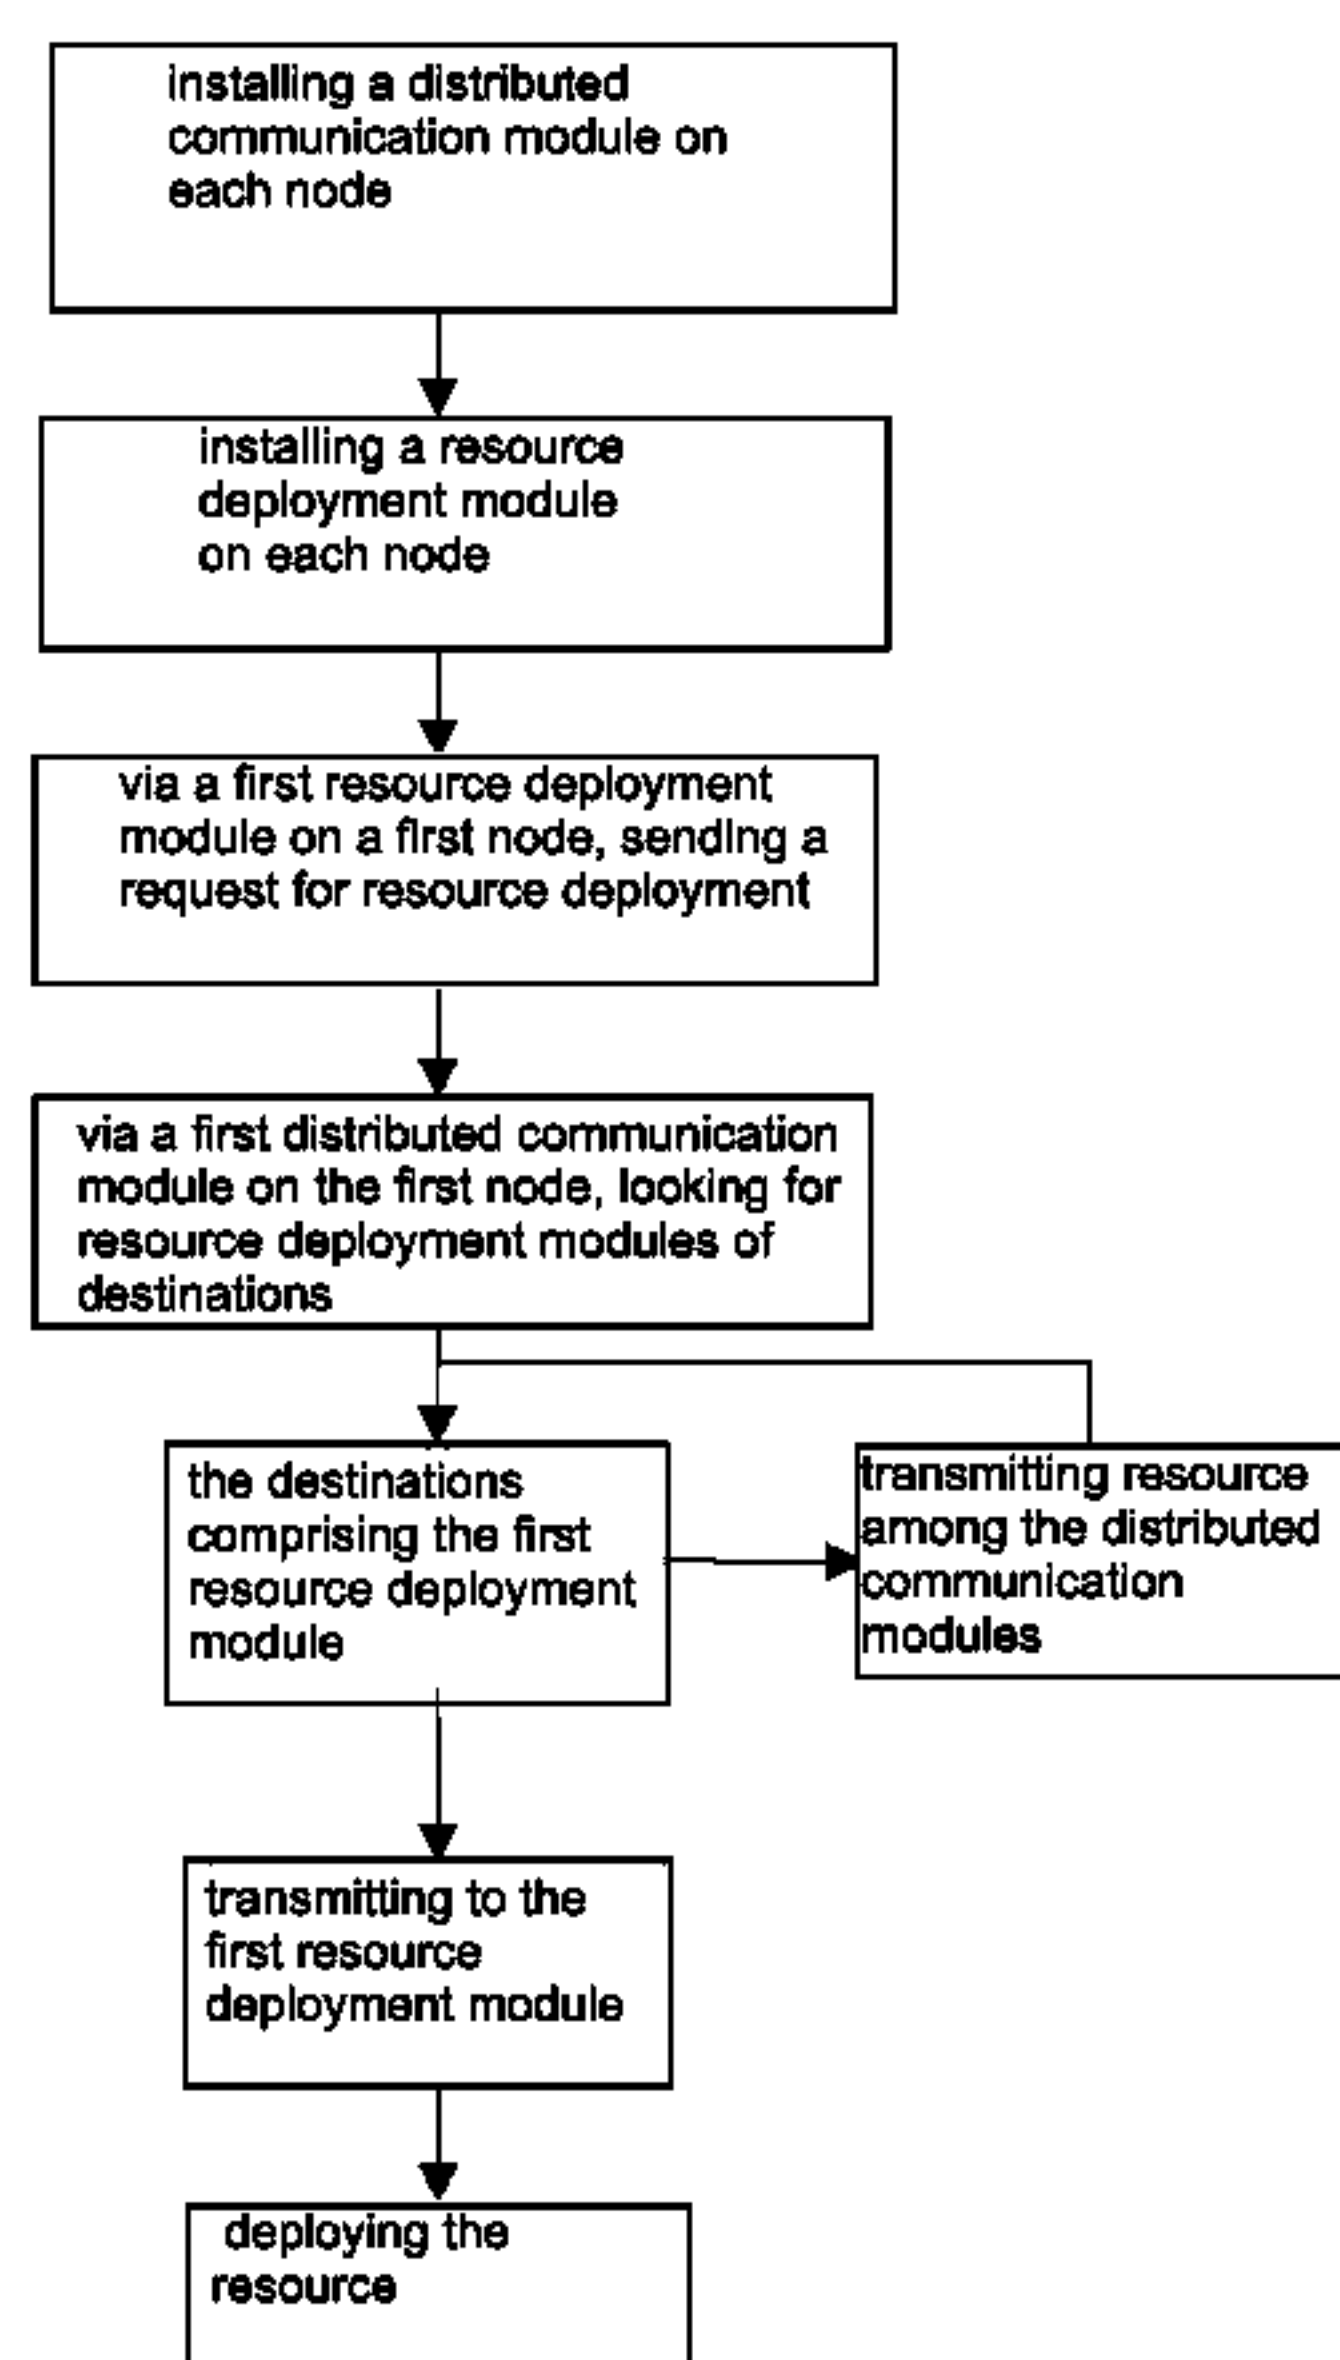 installing a distributed
communication module on
each node
installing a resource
deployment module
on each node
via a first resource deployment
module on a first node, sending a
request for resource deployment
via a first distributed communication
module on the first node, looking for
resource deployment modules of
destinations
the destinations
comprising the first
resource deployment
module
transmitting resource
among the distributed
communication
modules
transmitting to the
first resource
deployment module
deploying the
resource